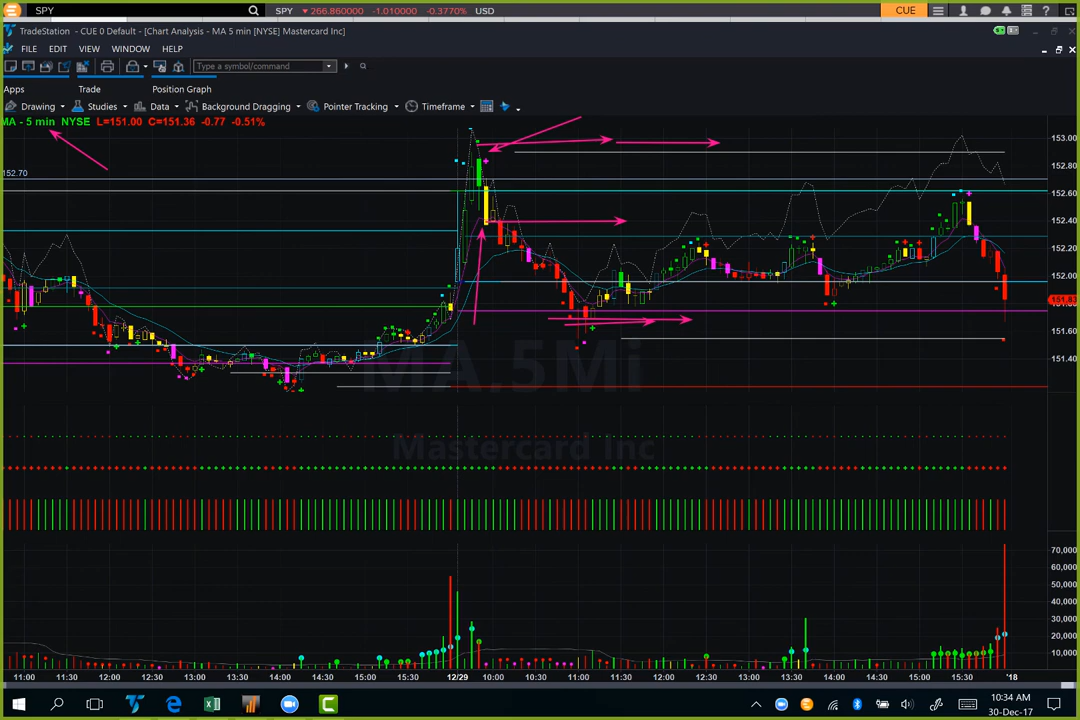 SPY SPY ▼ 266.860000 -1.010000 -0.3770% USD CUE
TradeStation - CUE 0 Default - [Chart Analysis - MA 5 min [NYSE] Mastercard Inc]
FILE EDIT VIEW WINDOW HELP
Type a symbol/command
Apps Trade Position Graph
Drawing Studies Data Background Dragging Pointer Tracking Timeframe
MA - 5 min NYSE L=151.00 C=151.36 -0.77 -0.51%
153.00
152.80
152.70
152.60
152.40
152.20
152.00
151.83
151.60
151.40
MA.5Mi
Mastercard Inc
70,000
60,000
50,000
40,000
30,000
20,000
10,000
11:00 11:30 12:00 12:30 13:00 13:30 14:00 14:30 15:00 15:30 12/29 10:00 10:30 11:00 11:30 12:00 12:30 13:00 13:30 14:00 14:30 15:00 15:30 '18
10:34 AM
30-Dec-17